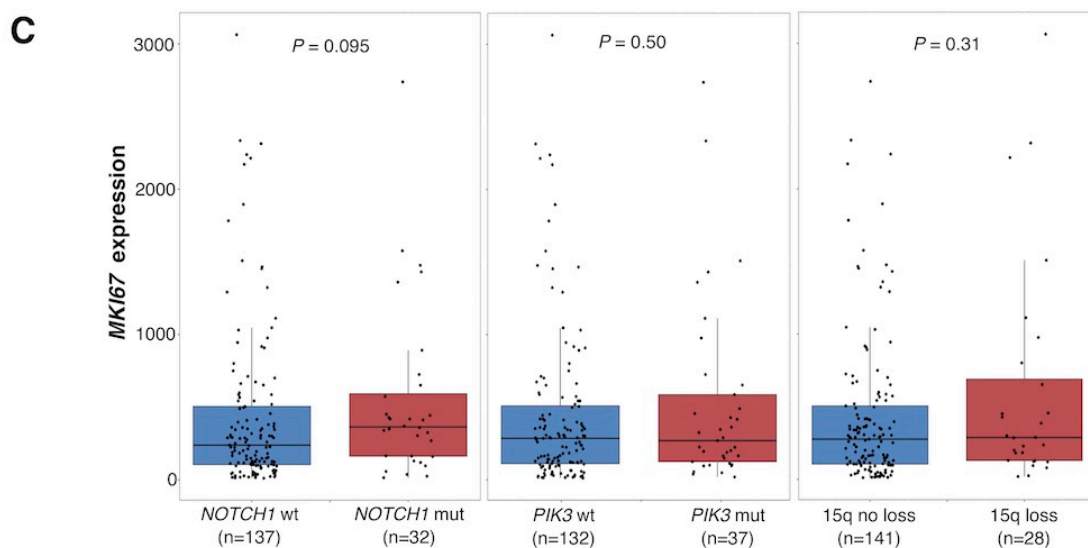 C
MKI67 expression
3000
2000
1000
0
P = 0.095
P = 0.50
P = 0.31
NOTCH1 wt
(n=137)
NOTCH1 mut
(n=32)
PIK3 wt
(n=132)
PIK3 mut
(n=37)
15q no loss
(n=141)
15q loss
(n=28)